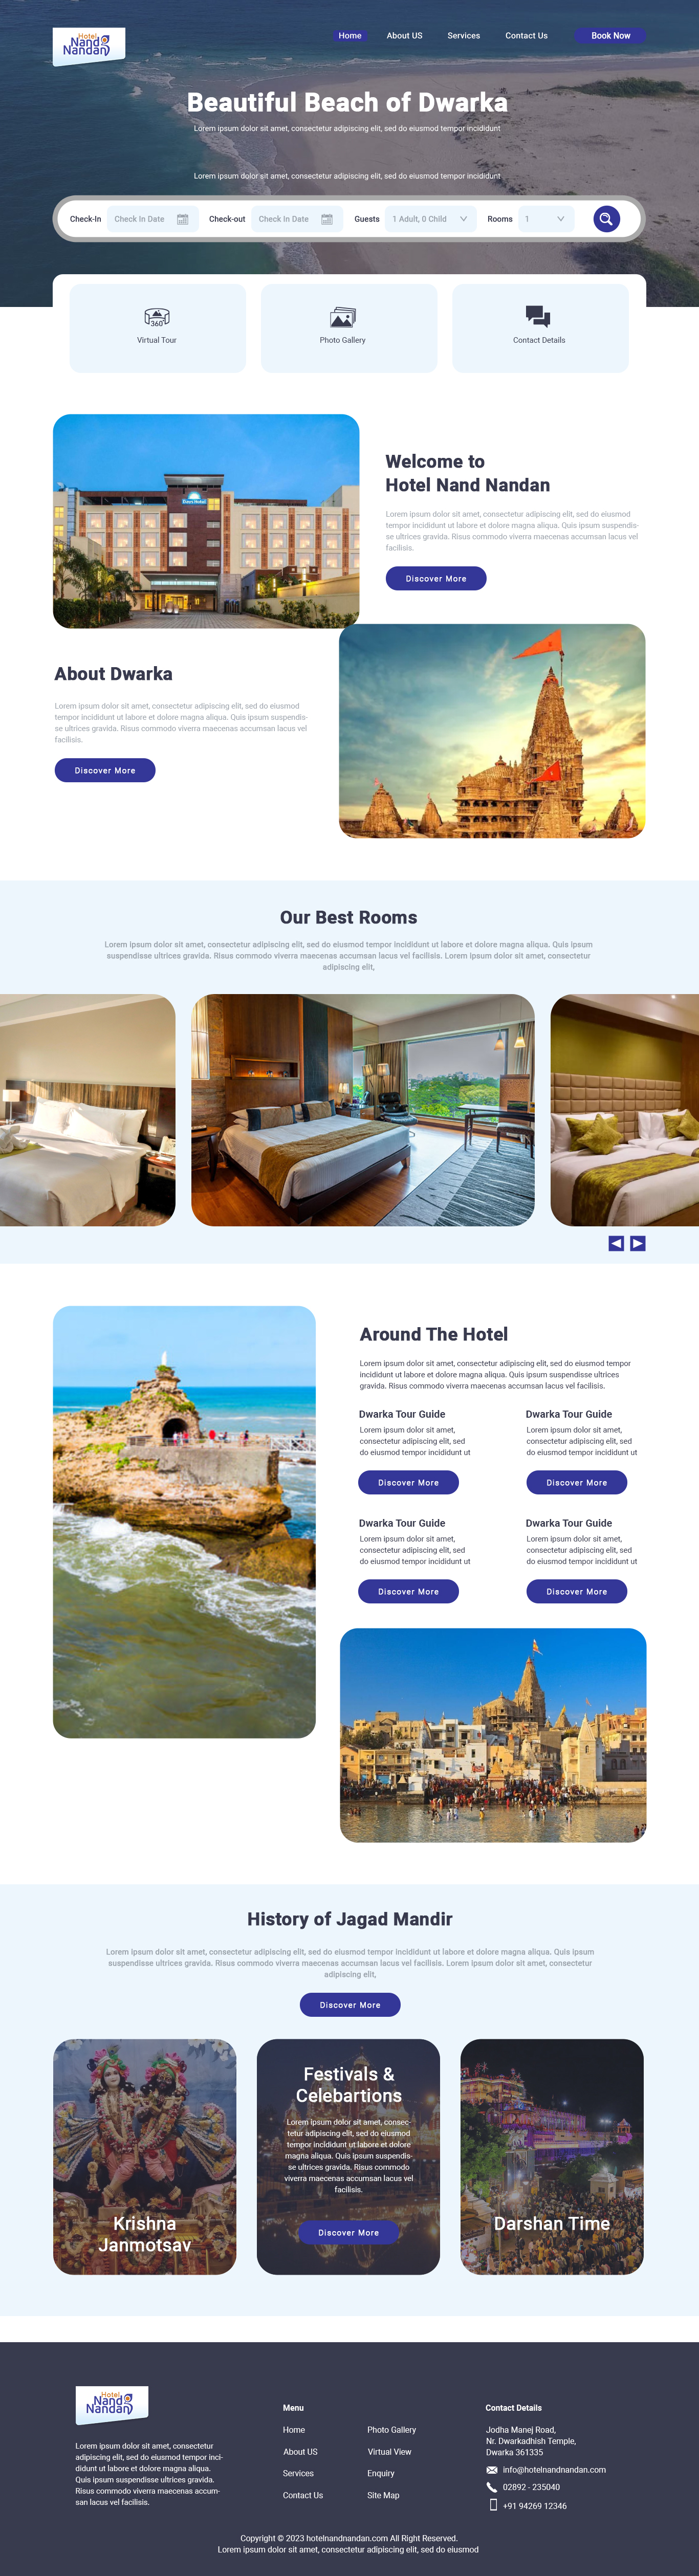 Hotel
Nand
Nandan
Home
About US
Services
Contact Us
Book Now
Beautiful Beach of Dwarka
Lorem ipsum dolor sit amet, consectetur adipiscing elit, sed do eiusmod tempor incididunt
Lorem ipsum dolor sit amet, consectetur adipiscing elit, sed do eiusmod tempor incididunt
Check-In
Check In Date
Check-out
Check In Date
Guests
1 Adult, 0 Child
Rooms
1
360°
Virtual Tour
Photo Gallery
Contact Details
Welcome to
Hotel Nand Nandan
Lorem ipsum dolor sit amet, consectetur adipiscing elit, sed do eiusmod
tempor incididunt ut labore et dolore magna aliqua. Quis ipsum suspendis-
se ultrices gravida. Risus commodo viverra maecenas accumsan lacus vel
facilisis.
Discover More
About Dwarka
Lorem ipsum dolor sit amet, consectetur adipiscing elit, sed do eiusmod
tempor incididunt ut labore et dolore magna aliqua. Quis ipsum suspendis-
se ultrices gravida. Risus commodo viverra maecenas accumsan lacus vel
facilisis.
Discover More
Our Best Rooms
Lorem ipsum dolor sit amet, consectetur adipiscing elit, sed do eiusmod tempor incididunt ut labore et dolore magna aliqua. Quis ipsum
suspendisse ultrices gravida. Risus commodo viverra maecenas accumsan lacus vel facilisis. Lorem ipsum dolor sit amet, consectetur
adipiscing elit,
Around The Hotel
Lorem ipsum dolor sit amet, consectetur adipiscing elit, sed do eiusmod tempor
incididunt ut labore et dolore magna aliqua. Quis ipsum suspendisse ultrices
gravida. Risus commodo viverra maecenas accumsan lacus vel facilisis.
Dwarka Tour Guide
Lorem ipsum dolor sit amet,
consectetur adipiscing elit, sed
do eiusmod tempor incididunt ut
Discover More
Dwarka Tour Guide
Lorem ipsum dolor sit amet,
consectetur adipiscing elit, sed
do eiusmod tempor incididunt ut
Discover More
Dwarka Tour Guide
Lorem ipsum dolor sit amet,
consectetur adipiscing elit, sed
do eiusmod tempor incididunt ut
Discover More
Dwarka Tour Guide
Lorem ipsum dolor sit amet,
consectetur adipiscing elit, sed
do eiusmod tempor incididunt ut
Discover More
History of Jagad Mandir
Lorem ipsum dolor sit amet, consectetur adipiscing elit, sed do eiusmod tempor incididunt ut labore et dolore magna aliqua. Quis ipsum
suspendisse ultrices gravida. Risus commodo viverra maecenas accumsan lacus vel facilisis. Lorem ipsum dolor sit amet, consectetur
adipiscing elit,
Discover More
Krishna
Janmotsav
Festivals &
Celebartions
Lorem ipsum dolor sit amet, consec-
tetur adipiscing elit, sed do eiusmod
tempor incididunt ut labore et dolore
magna aliqua. Quis ipsum suspendis-
se ultrices gravida. Risus commodo
viverra maecenas accumsan lacus vel
facilisis.
Discover More
Darshan Time
Hotel
Nand
Nandan
Lorem ipsum dolor sit amet, consectetur
adipiscing elit, sed do eiusmod tempor inci-
didunt ut labore et dolore magna aliqua.
Quis ipsum suspendisse ultrices gravida.
Risus commodo viverra maecenas accum-
san lacus vel facilisis.
Menu
Home
Photo Gallery
About US
Virtual View
Services
Enquiry
Contact Us
Site Map
Contact Details
Jodha Manej Road,
Nr. Dwarkadhish Temple,
Dwarka 361335
info@hotelnandnandan.com
02892 - 235040
+91 94269 12346
Copyright © 2023 hotelnandnandan.com All Right Reserved.
Lorem ipsum dolor sit amet, consectetur adipiscing elit, sed do eiusmod